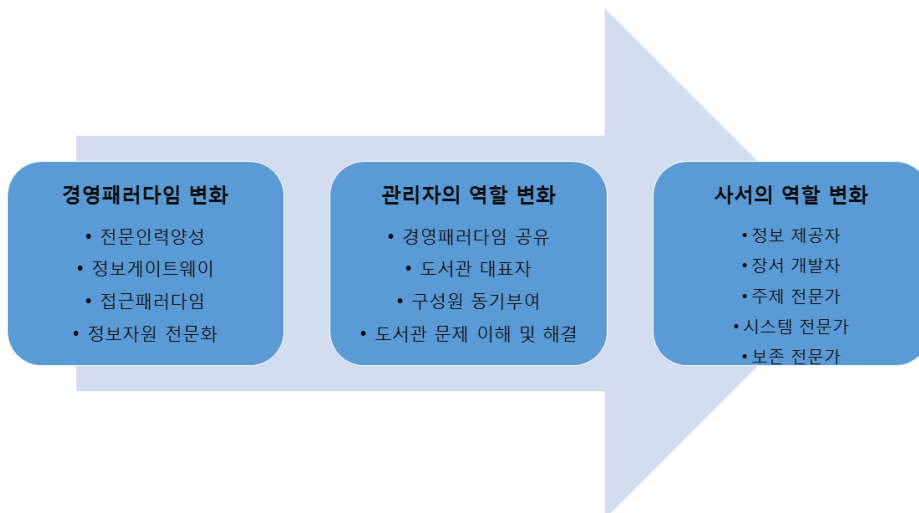 경영패러다임 변화
• 전문인력양성
• 정보게이트웨이
• 접근패러다임
• 정보자원 전문화
관리자의 역할 변화
• 경영패러다임 공유
• 도서관 대표자
• 구성원 동기부여
• 도서관 문제 이해 및 해결
사서의 역할 변화
• 정보 제공자
• 장서 개발자
• 주제 전문가
• 시스템 전문가
• 보존 전문가